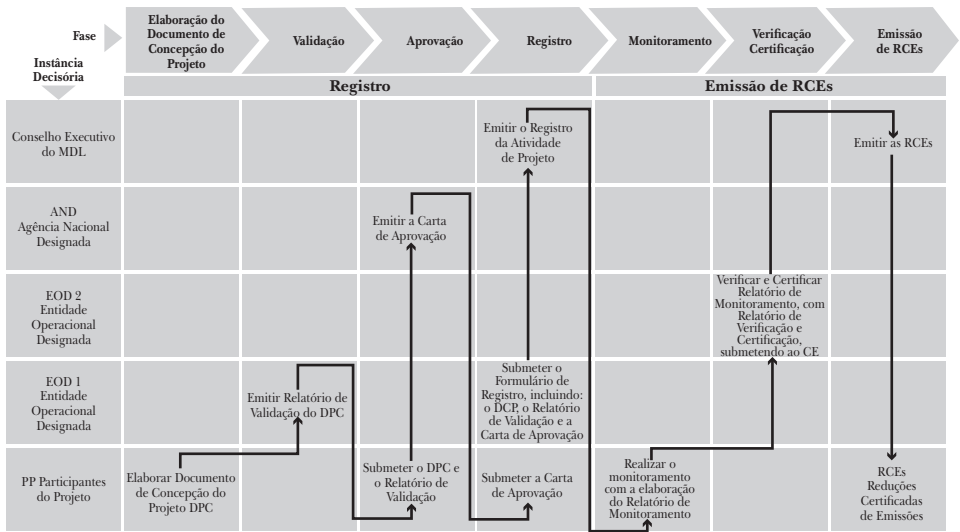 Fase
Elaboração do
Documento de
Concepção do
Projeto
Validação
Aprovação
Registro
Monitoramento
Verificação
Certificação
Emissão
de RCEs
Instância
Decisória
Registro
Emissão de RCEs
Conselho Executivo
do MDL
Emitir o Registro
da Atividade
de Projeto
Emitir as RCEs
AND
Agência Nacional
Designada
Emitir a Carta
de Aprovação
EOD 2
Entidade
Operacional
Designada
Verificar e Certificar
Relatório de
Monitoramento, com
Relatório de
Verificação e
Certificação,
submetendo ao CE
EOD 1
Entidade
Operacional
Designada
Emitir Relatório de
Validação do DPC
Submeter o
Formulário de
Registro, incluindo:
o DCP, o Relatório
de Validação e a
Carta de Aprovação
PP Participantes
do Projeto
Elaborar Documento
de Concepção do
Projeto DPC
Submeter o DPC e
o Relatório de
Validação
Submeter a Carta
de Aprovação
Realizar o
monitoramento
com a elaboração
do Relatório de
Monitoramento
RCEs
Reduções
Certificadas
de Emissões